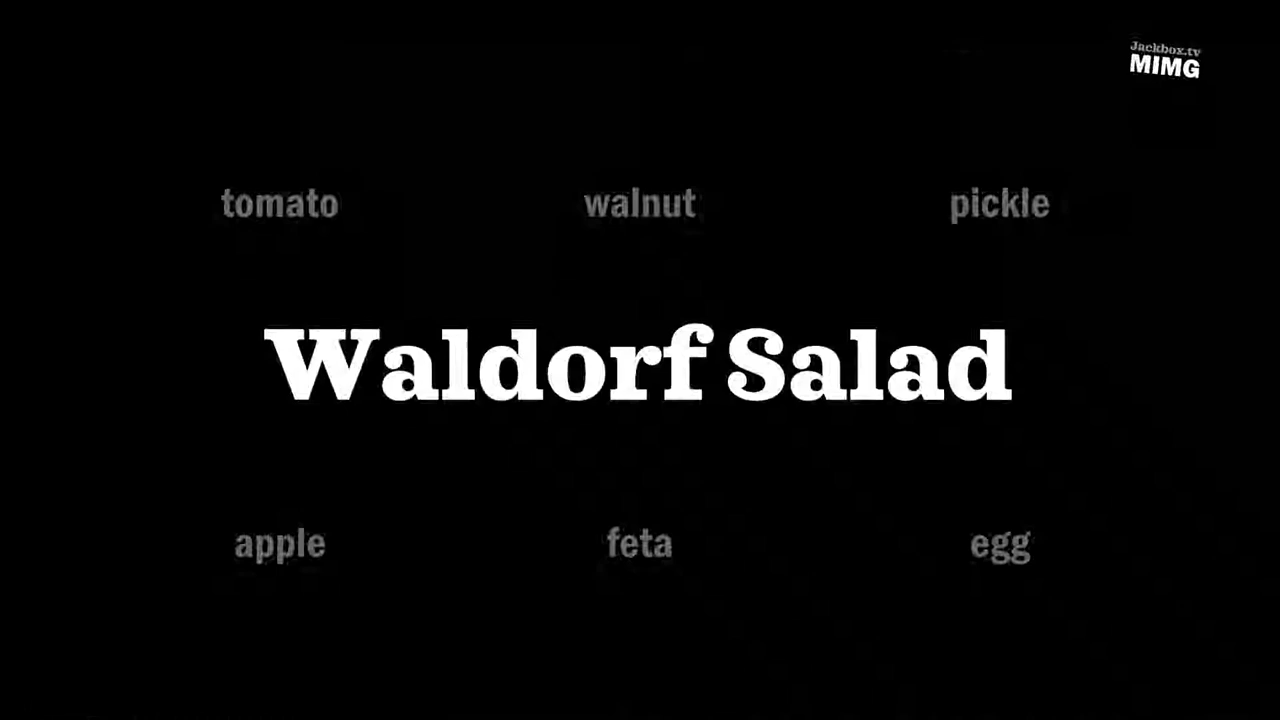 Jackbox.tv
MIMG
tomato walnut pickle
Waldorf Salad
apple feta egg